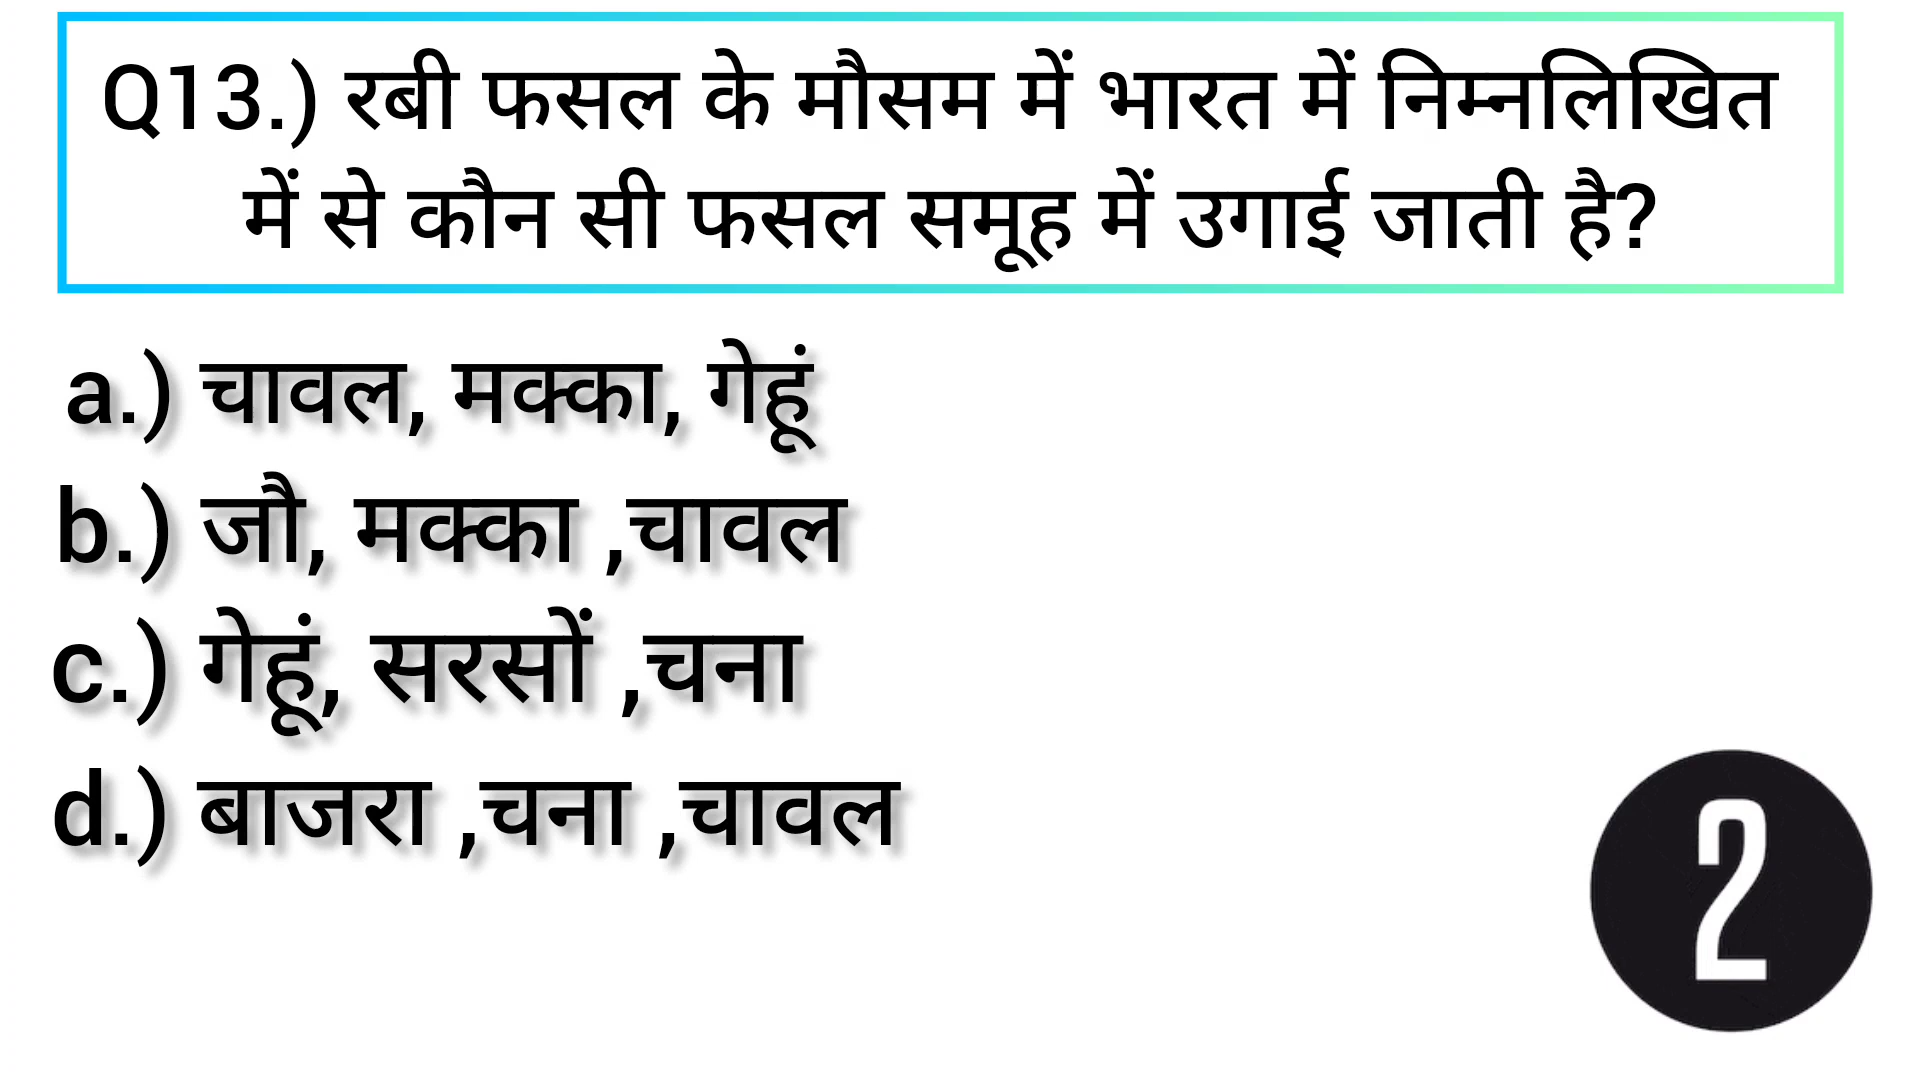 Q13.) रबी फसल के मौसम में भारत में निम्नलिखित
में से कौन सी फसल समूह में उगाई जाती है?
a.) चावल, मक्का, गेहूं
b.) जौ, मक्का ,चावल
c.) गेहूं, सरसों ,चना
d.) बाजरा ,चना ,चावल
2